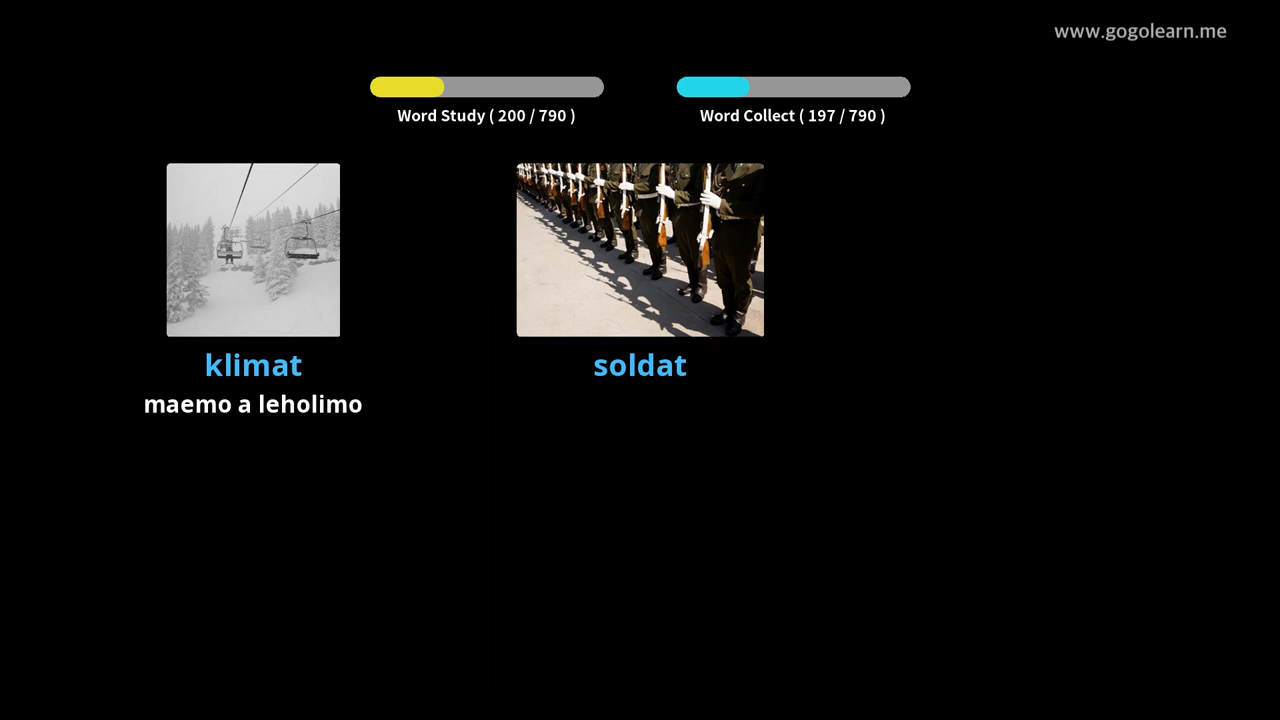 www.gogolearn.me
Word Study ( 200 / 790 )
Word Collect ( 197 / 790 )
klimat
maemo a leholimo
soldat